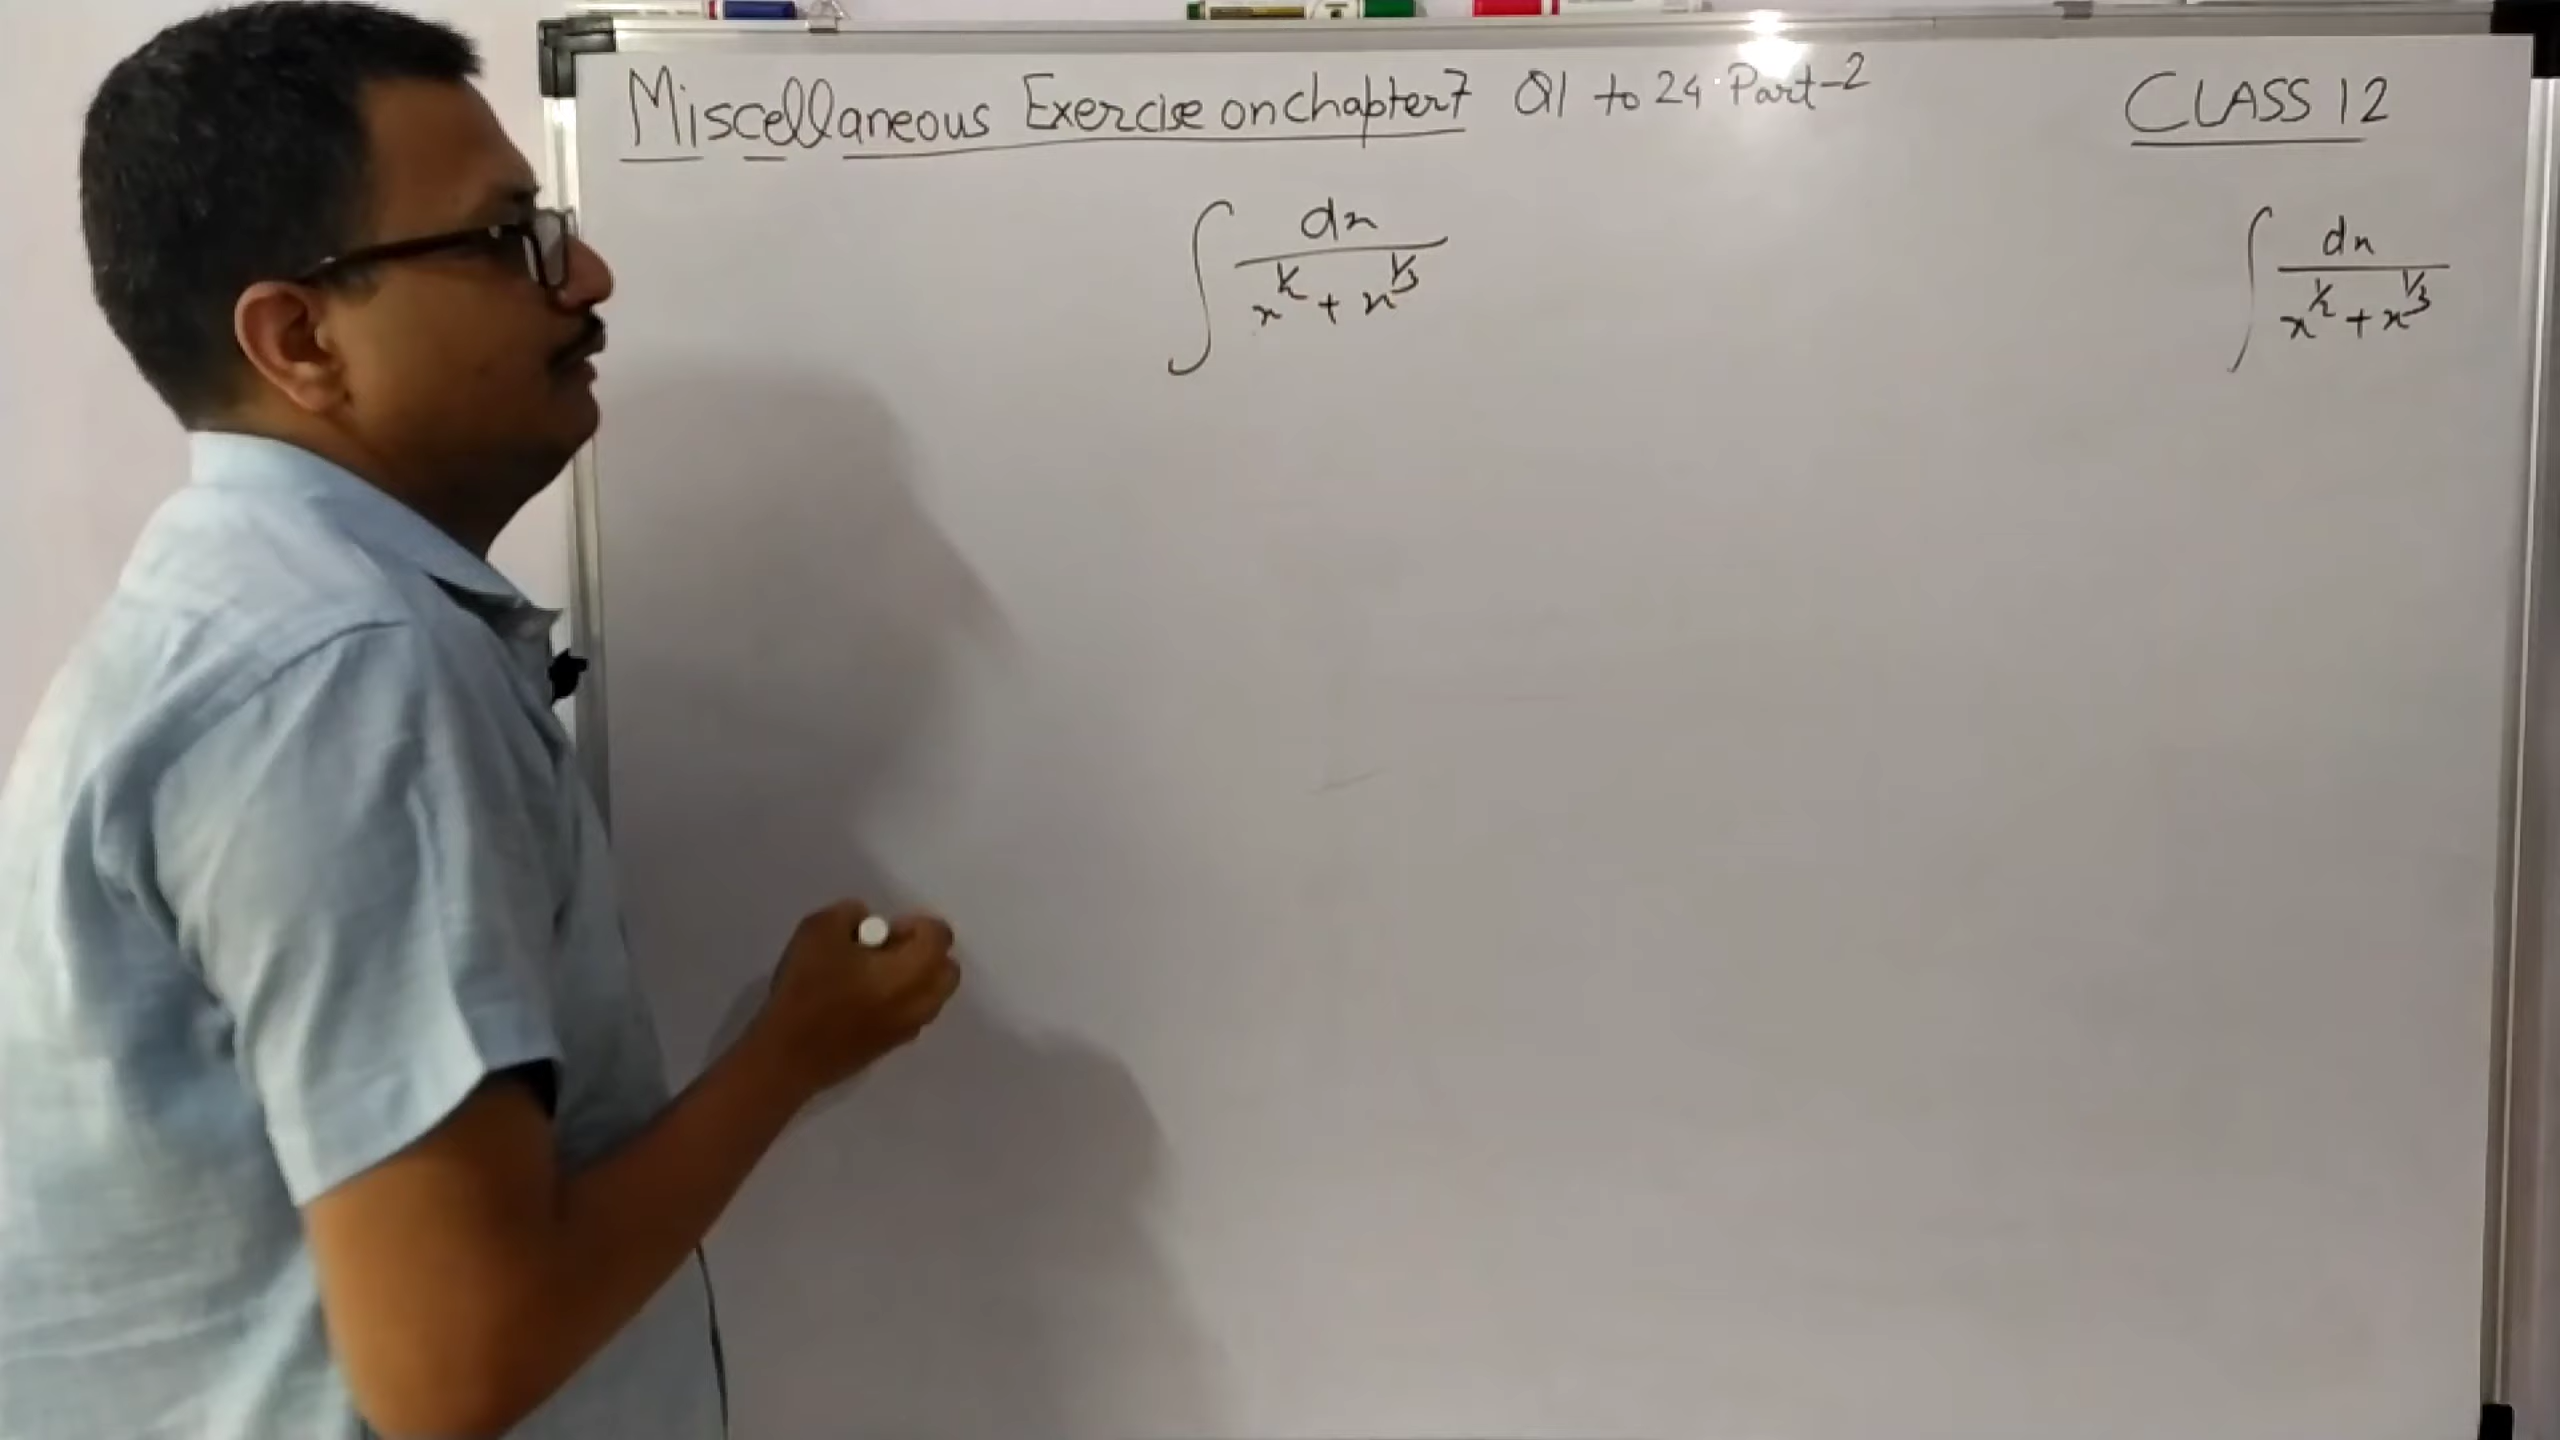 Miscellaneous Exercise on Chapter 7 Q1 to 24 Part-2
CLASS 12
∫ dx / (x^1/2 + x^1/3)
∫ dx / (x^1/2 + x^1/3)